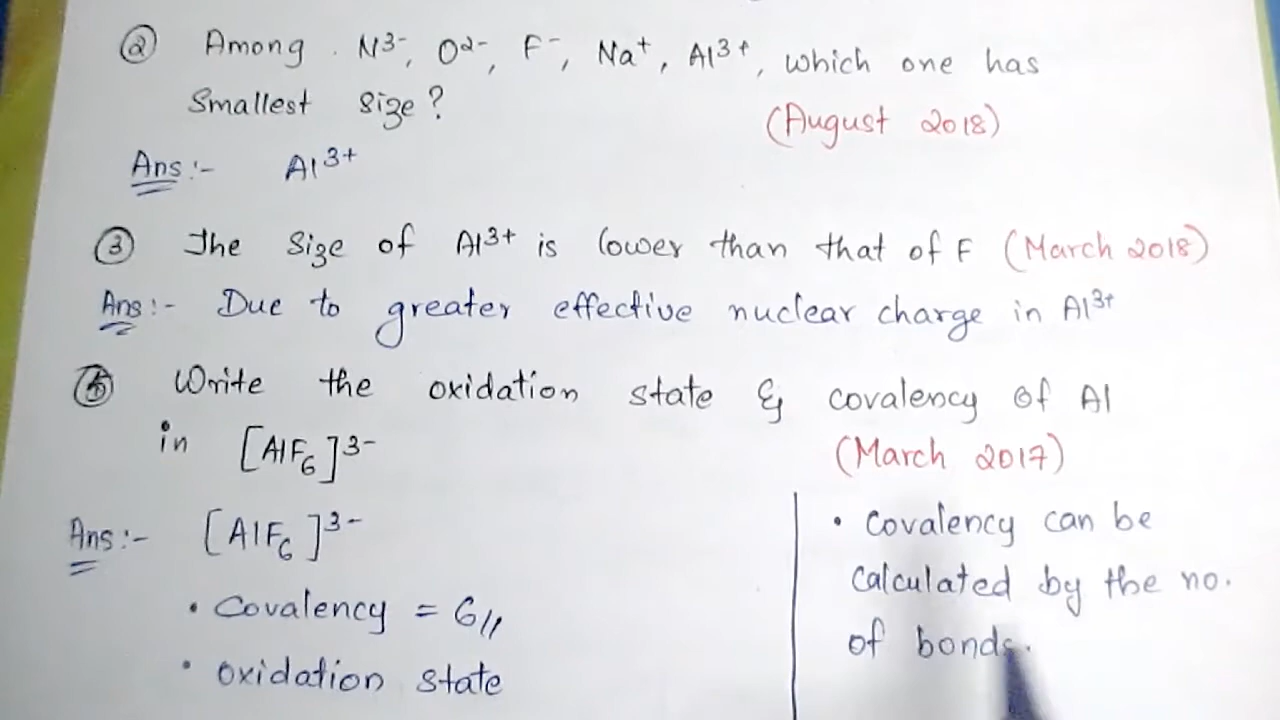 ② Among N³⁻, O²⁻, F⁻, Na⁺, Al³⁺, which one has
Smallest size?
(August 2018)
Ans:- Al³⁺
③ The size of Al³⁺ is lower than that of F (March 2018)
Ans:- Due to greater effective nuclear charge in Al³⁺
Write the oxidation state & covalency of Al
in [AlF₆]³⁻
(March 2017)
Ans:- [AlF₆]³⁻
• Covalency = 6//
• oxidation state
• Covalency can be
calculated by the no.
of bonds.